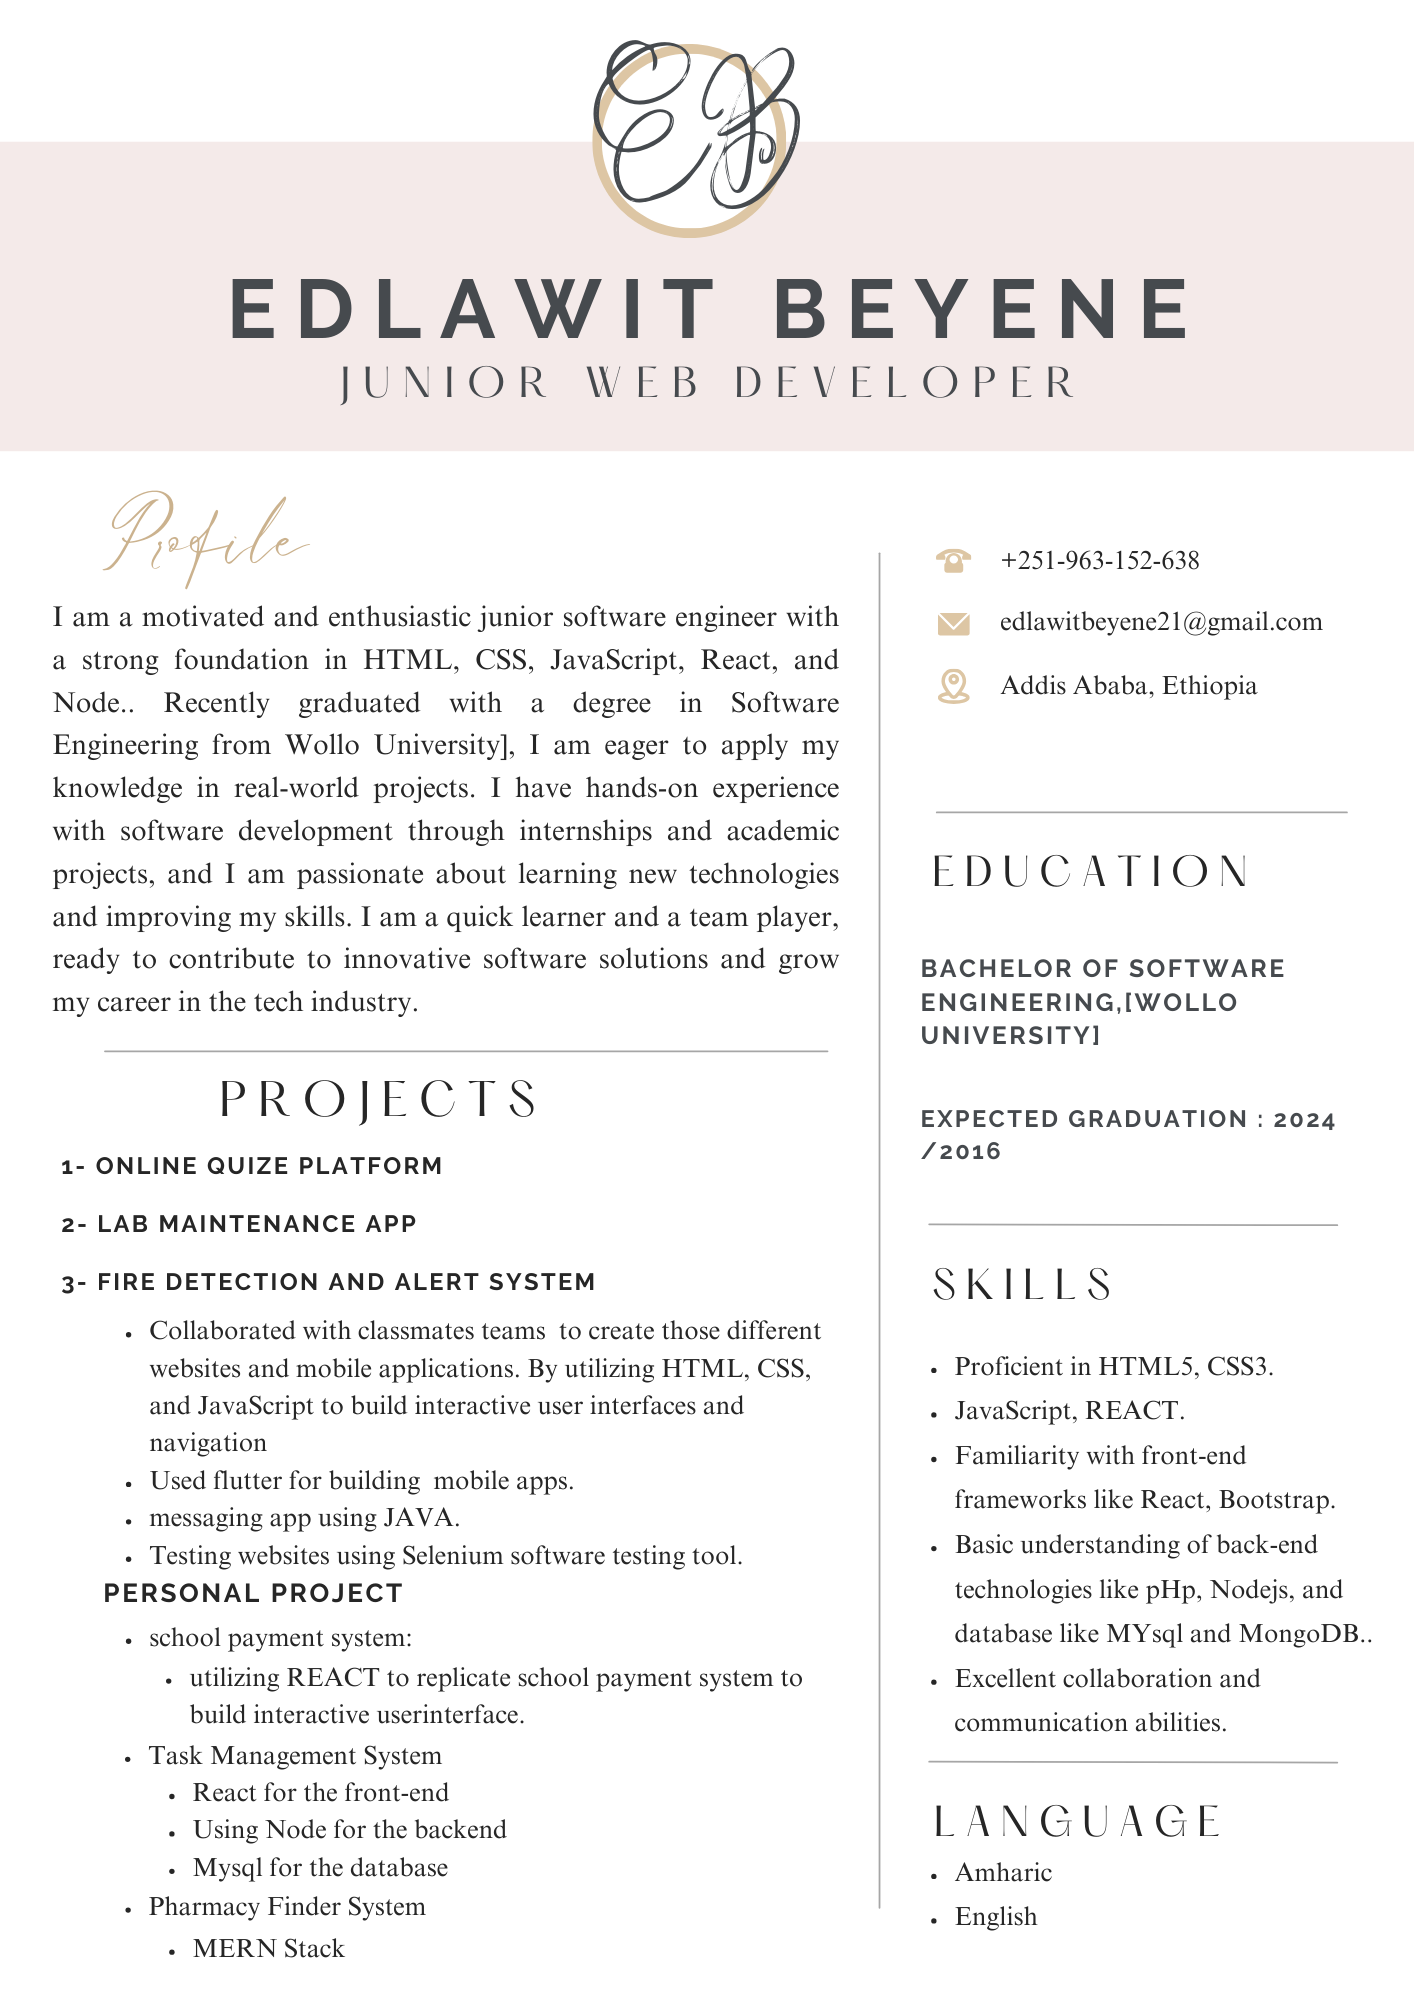 EB
EDLAWIT BEYENE
JUNIOR WEB DEVELOPER
Profile
I am a motivated and enthusiastic junior software engineer with
a strong foundation in HTML, CSS, JavaScript, React, and
Node.. Recently graduated with a degree in Software
Engineering from Wollo University], I am eager to apply my
knowledge in real-world projects. I have hands-on experience
with software development through internships and academic
projects, and I am passionate about learning new technologies
and improving my skills. I am a quick learner and a team player,
ready to contribute to innovative software solutions and grow
my career in the tech industry.
PROJECTS
1- ONLINE QUIZE PLATFORM
2- LAB MAINTENANCE APP
3- FIRE DETECTION AND ALERT SYSTEM
• Collaborated with classmates teams to create those different
websites and mobile applications. By utilizing HTML, CSS,
and JavaScript to build interactive user interfaces and
navigation
• Used flutter for building mobile apps.
• messaging app using JAVA.
• Testing websites using Selenium software testing tool.
PERSONAL PROJECT
• school payment system:
• utilizing REACT to replicate school payment system to
build interactive userinterface.
• Task Management System
• React for the front-end
• Using Node for the backend
• Mysql for the database
• Pharmacy Finder System
• MERN Stack
+251-963-152-638
edlawitbeyene21@gmail.com
Addis Ababa, Ethiopia
EDUCATION
BACHELOR OF SOFTWARE
ENGINEERING,[WOLLO
UNIVERSITY]
EXPECTED GRADUATION : 2024
/2016
SKILLS
• Proficient in HTML5, CSS3.
• JavaScript, REACT.
• Familiarity with front-end
frameworks like React, Bootstrap.
• Basic understanding of back-end
technologies like pHp, Nodejs, and
database like MYsql and MongoDB..
• Excellent collaboration and
communication abilities.
LANGUAGE
• Amharic
• English